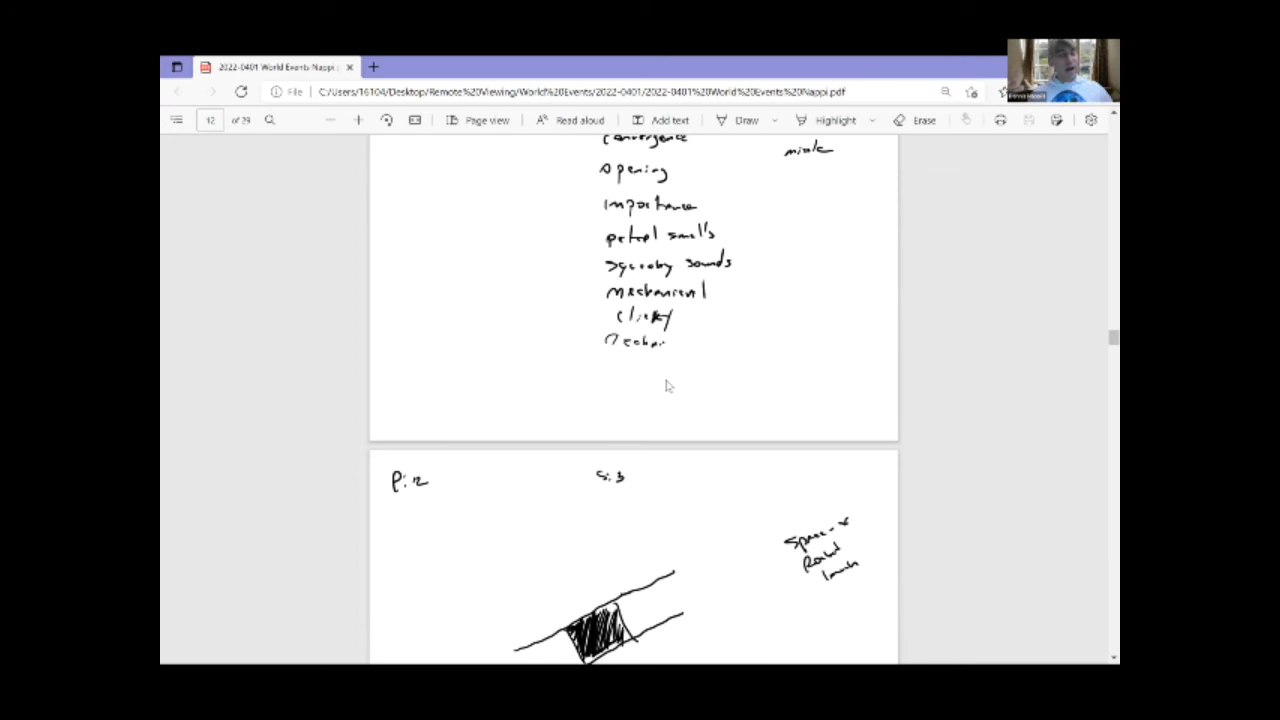 2022-0401 World Events Nappi
File
C:/Users/16104/Desktop/Remote%20Viewing/World%20Events/2022-0401/2022-0401%20World%20Events%20Nappi.pdf
12 of 29
Page view
Read aloud
Add text
Draw
Highlight
Erase
convergence
opening
importance
petrol smells
sounds
mechanical
clicky
P: 12
S: 3
Space-x
Rocket
launch